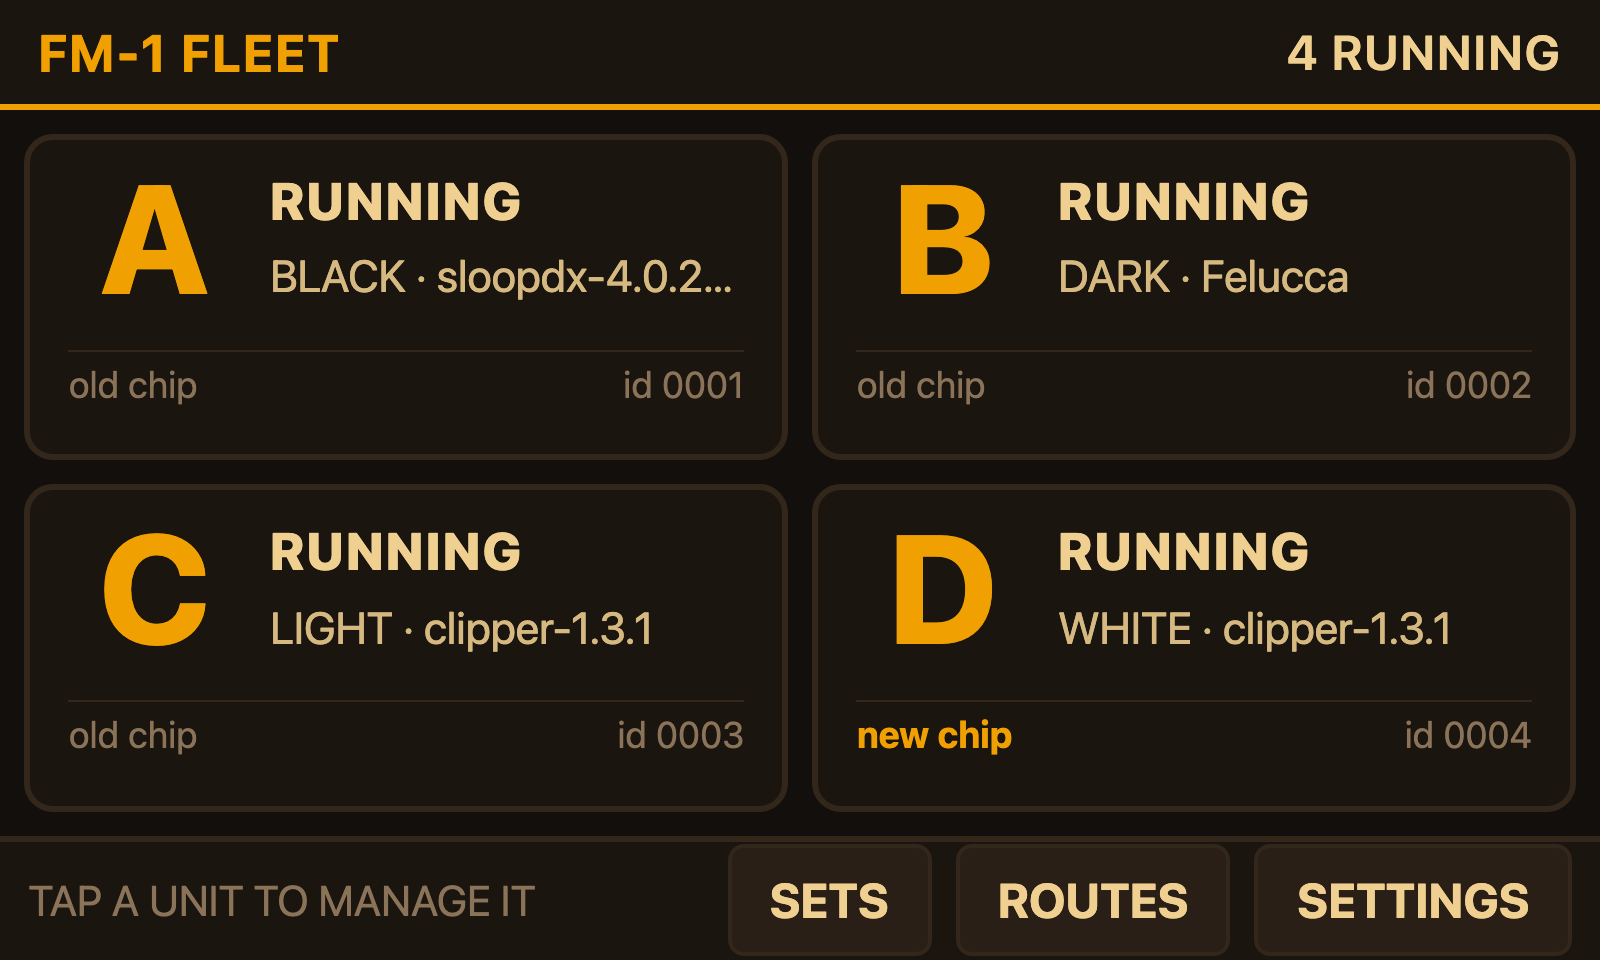 FM-1 FLEET
4 RUNNING
A
RUNNING
BLACK · sloopdx-4.0.2...
old chip
id 0001
B
RUNNING
DARK · Felucca
old chip
id 0002
C
RUNNING
LIGHT · clipper-1.3.1
old chip
id 0003
D
RUNNING
WHITE · clipper-1.3.1
new chip
id 0004
TAP A UNIT TO MANAGE IT
SETS
ROUTES
SETTINGS